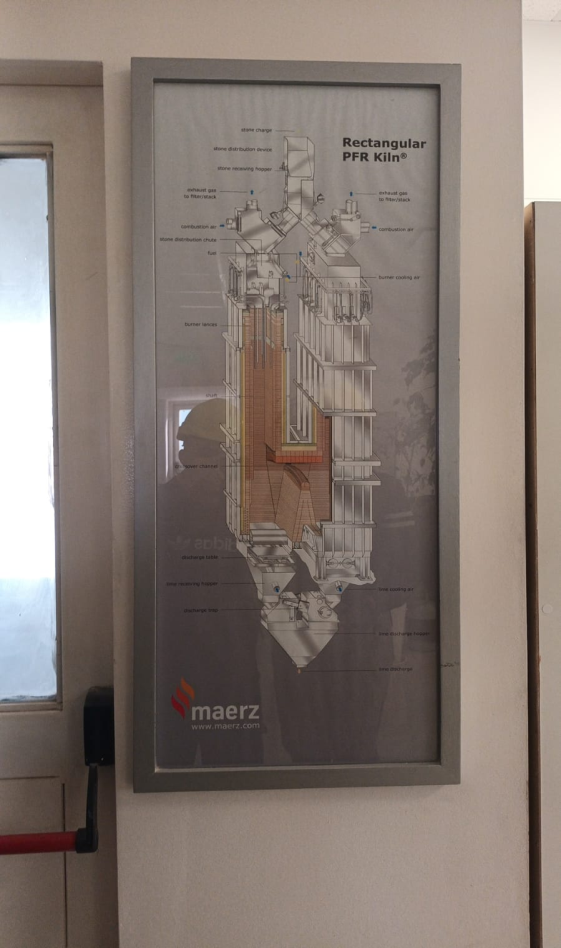 Rectangular
PFR Kiln®
stone charge
stone distribution device
stone receiving hopper
exhaust gas
to filter/stack
exhaust gas
to filter/stack
combustion air
combustion air
stone distribution chute
fuel
burner cooling air
burner lances
shaft
channel
discharge table
lime receiving hopper
lime cooling air
discharge
lime discharge hopper
lime discharge
maerz
www.maerz.com